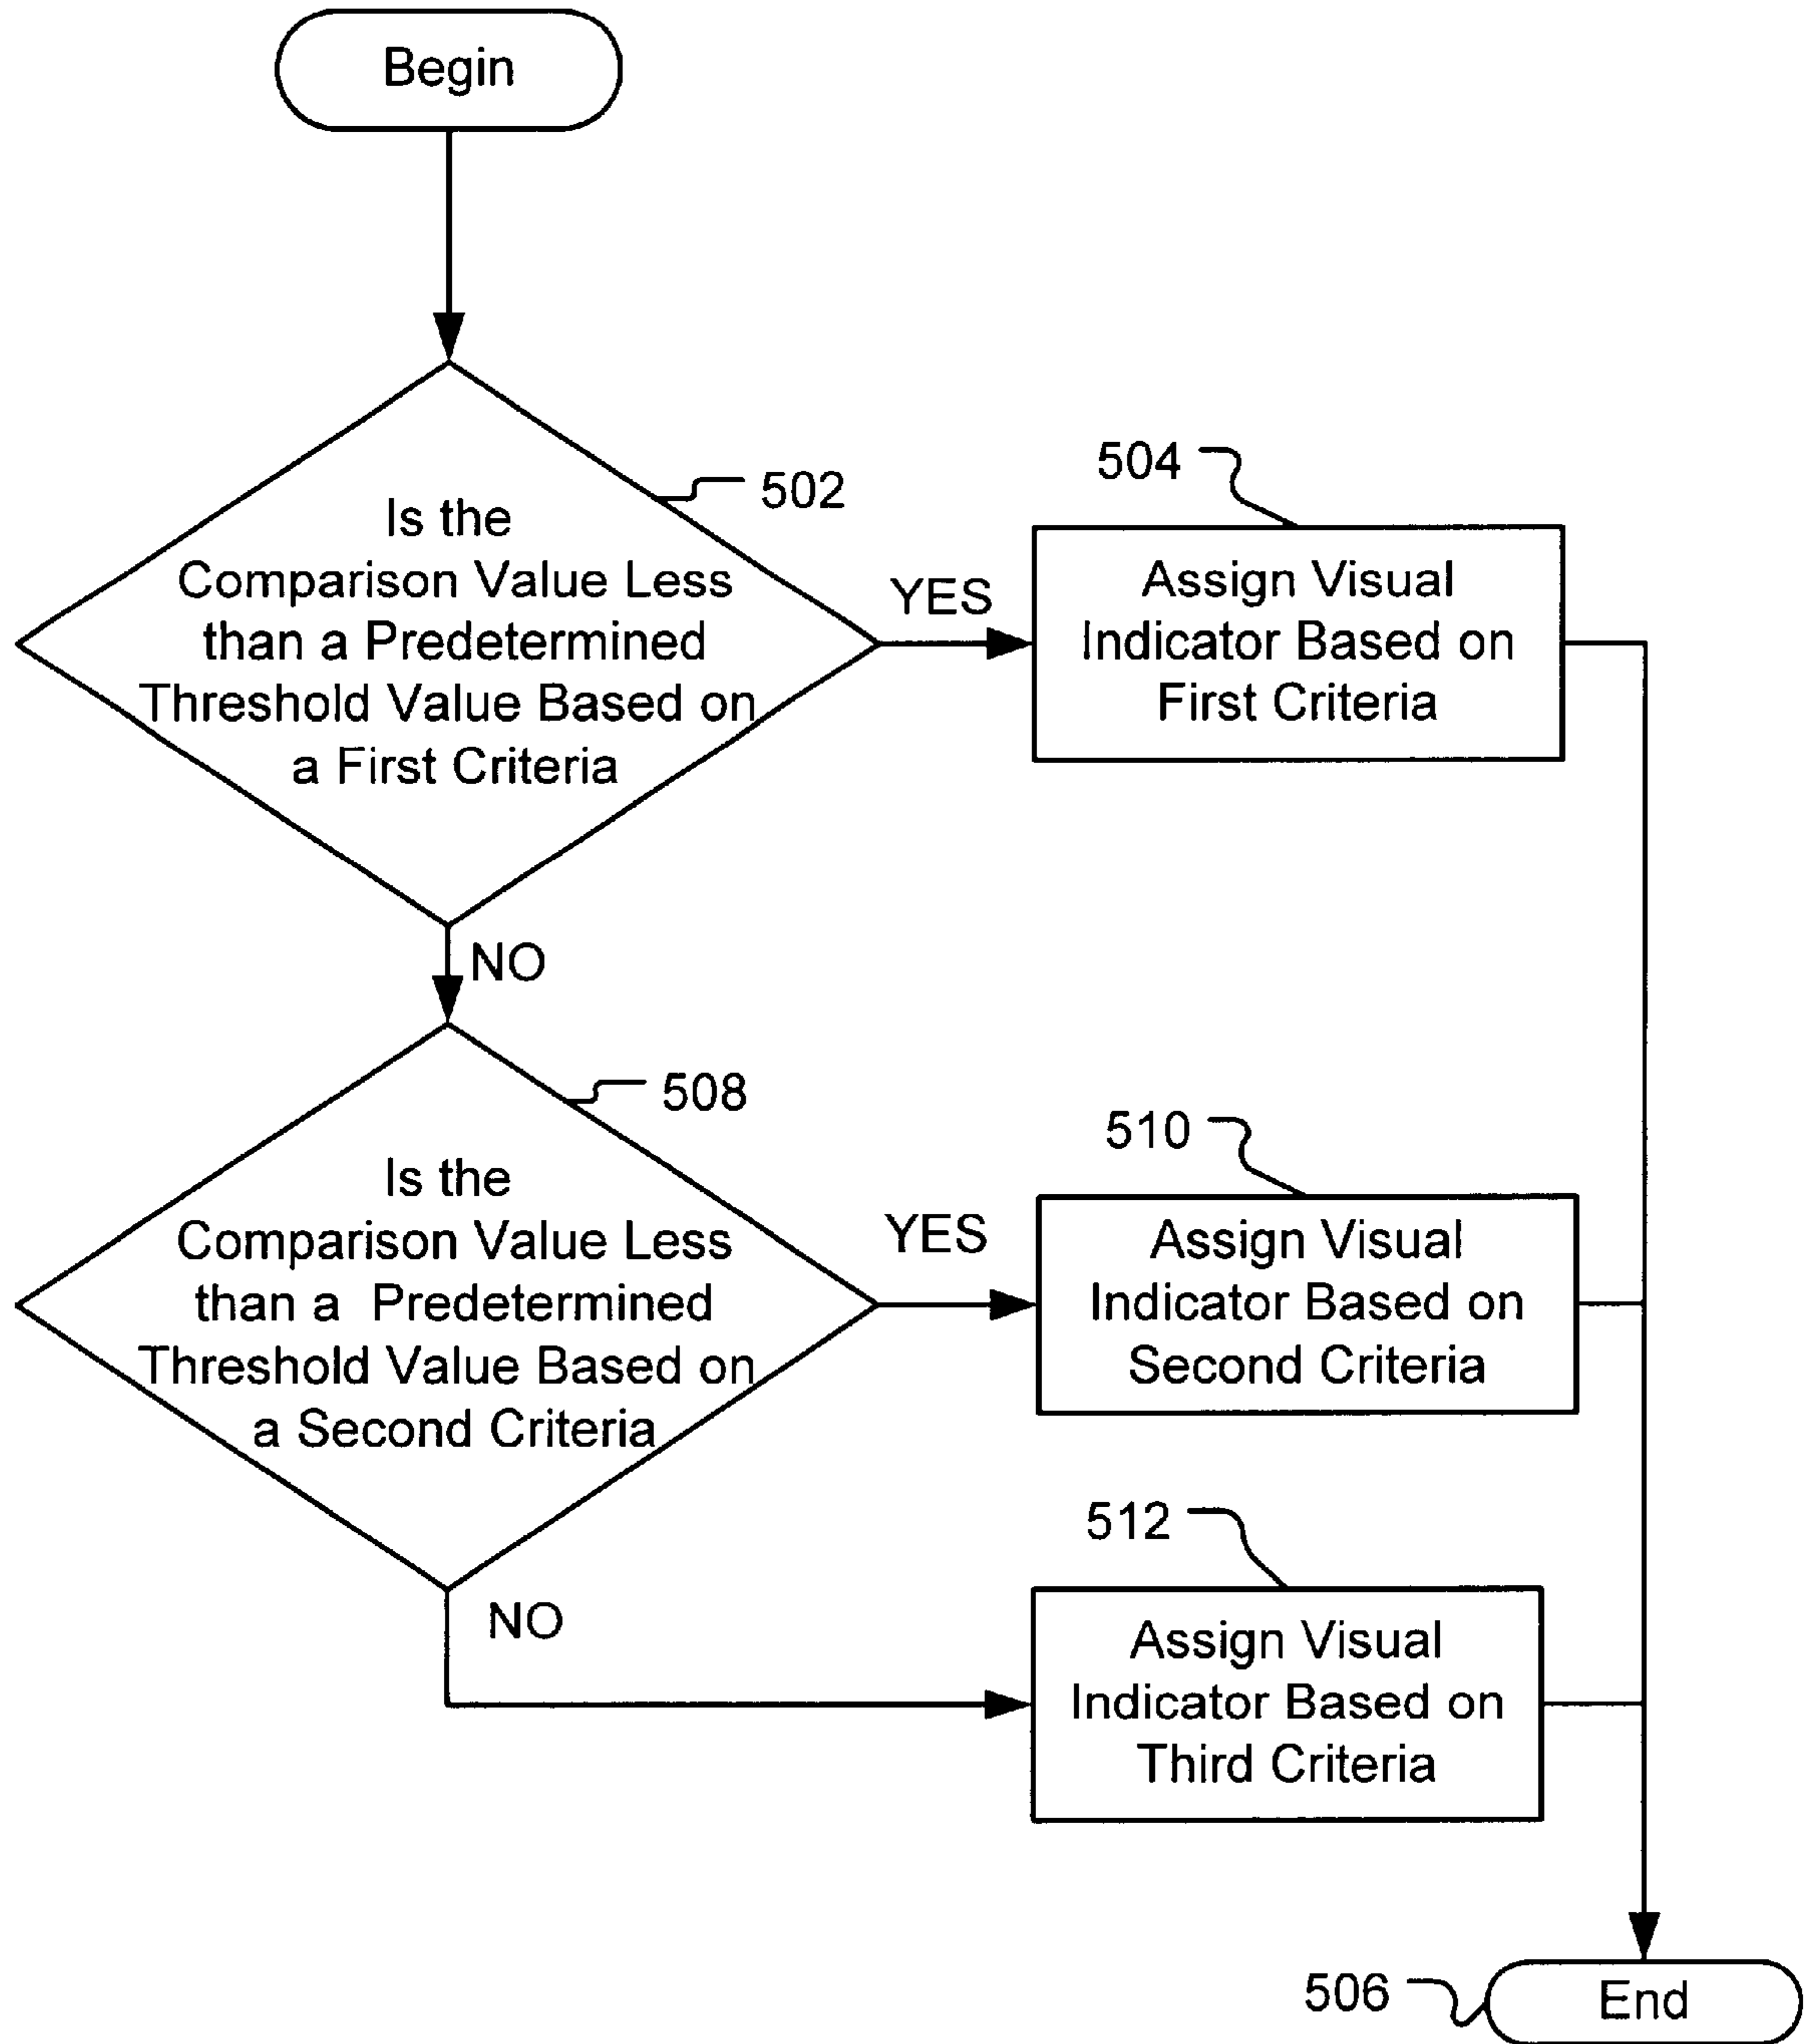 Begin
502
Is the
Comparison Value Less
than a Predetermined
Threshold Value Based on
a First Criteria
YES
504
Assign Visual
Indicator Based on
First Criteria
NO
508
Is the
Comparison Value Less
than a Predetermined
Threshold Value Based on
a Second Criteria
YES
510
Assign Visual
Indicator Based on
Second Criteria
NO
512
Assign Visual
Indicator Based on
Third Criteria
506
End